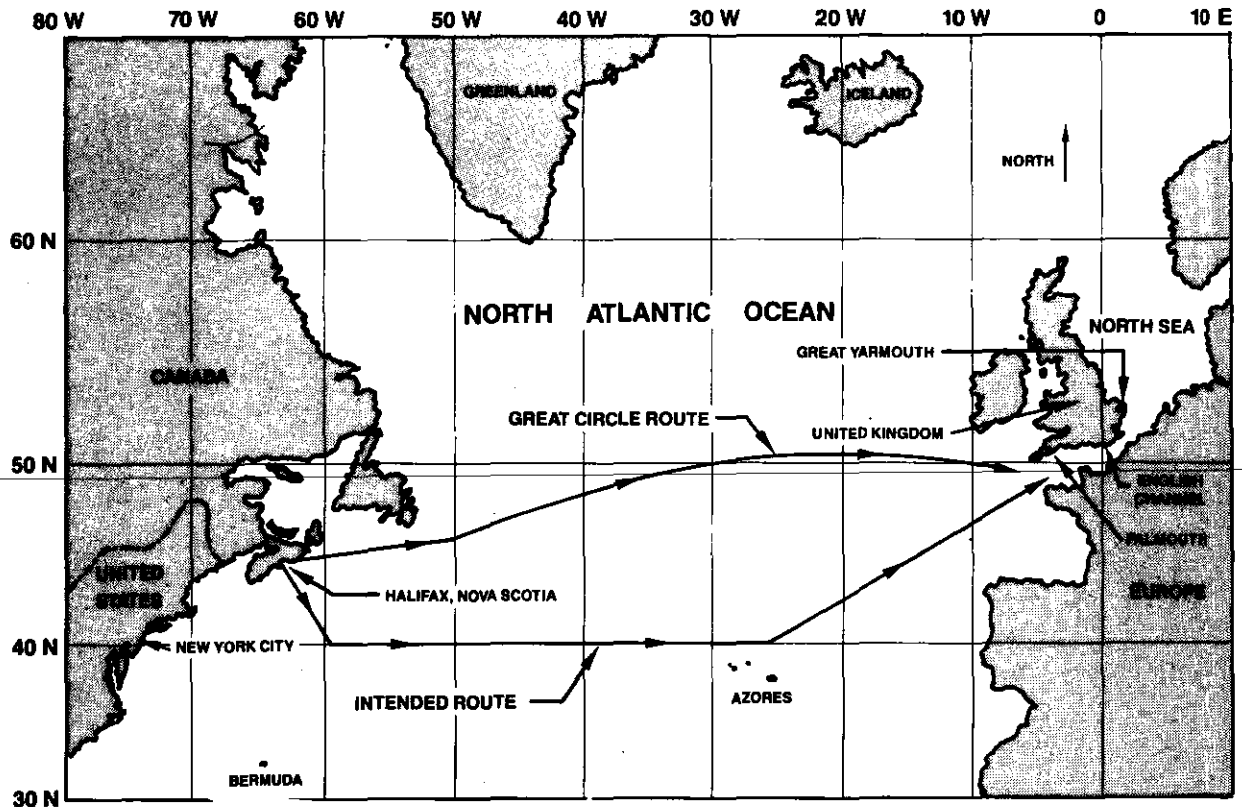 80 W 70 W 60 W 50 W 40 W 30 W 20 W 10 W 0 10 E
GREENLAND
ICELAND
NORTH
60 N
NORTH ATLANTIC OCEAN
NORTH SEA
GREAT YARMOUTH
CANADA
GREAT CIRCLE ROUTE
UNITED KINGDOM
50 N
ENGLISH
CHANNEL
PALMOUTH
UNITED
STATES
HALIFAX, NOVA SCOTIA
EUROPE
40 N
NEW YORK CITY
INTENDED ROUTE
AZORES
BERMUDA
30 N